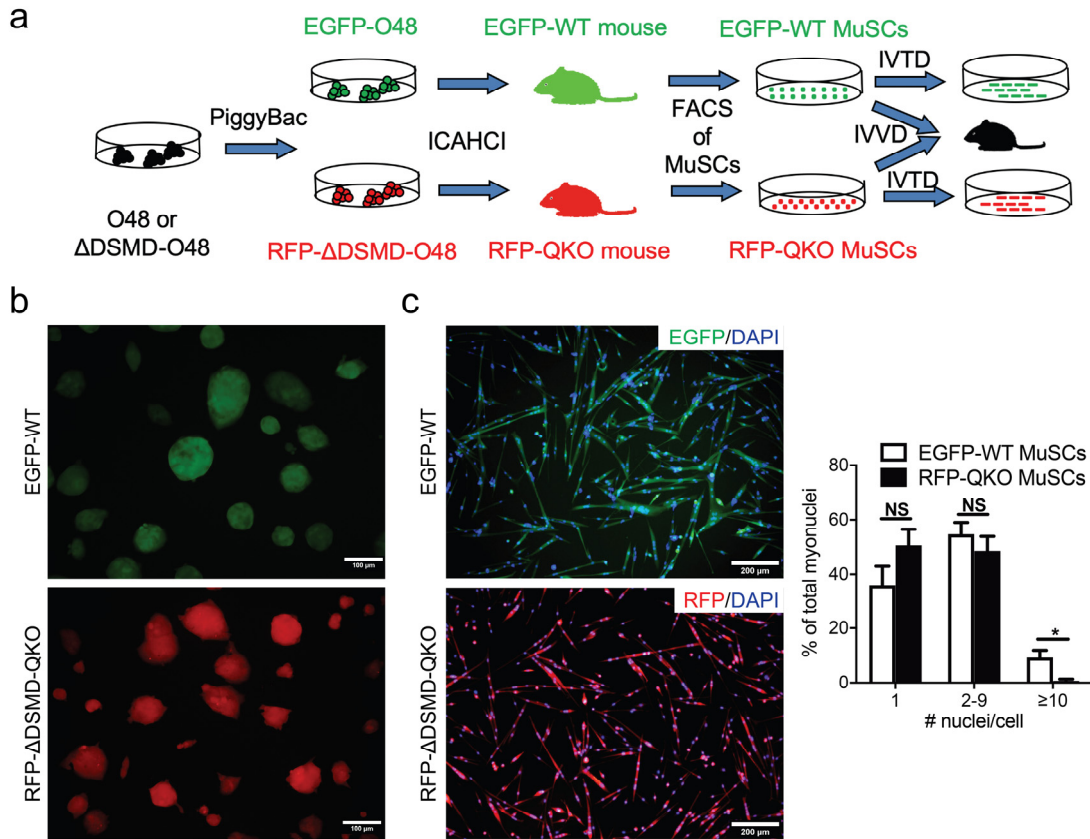 a
EGFP-O48
EGFP-WT mouse
EGFP-WT MuSCs
IVTD
PiggyBac
ICAHCI
FACS
of
MuSCs
IVVD
IVTD
O48 or
ΔDSMD-O48
RFP-ΔDSMD-O48
RFP-QKO mouse
RFP-QKO MuSCs
b
EGFP-WT
100 μm
RFP-ΔDSMD-QKO
100 μm
c
EGFP-WT
EGFP/DAPI
200 μm
RFP-ΔDSMD-QKO
RFP/DAPI
200 μm
EGFP-WT MuSCs
RFP-QKO MuSCs
% of total myonuclei
80
60
40
20
0
NS
NS
*
1
2-9
≥10
# nuclei/cell